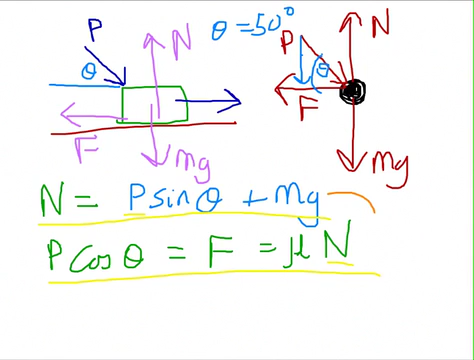 P
N
θ = 50°
θ
F
mg
P
N
θ
F
mg
N = P sin θ + mg
P cos θ = F = μ N